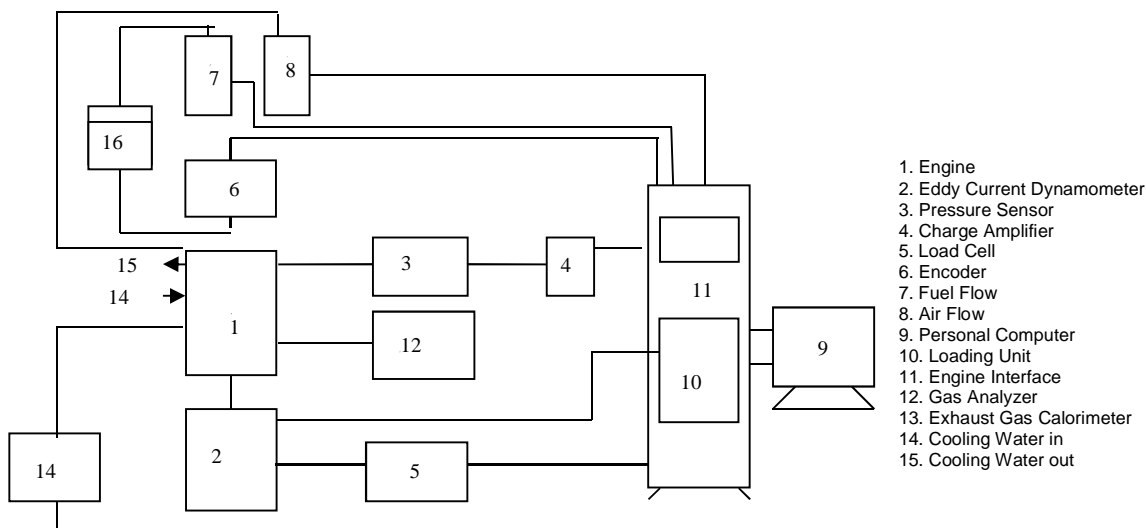 7
8
16
6
15
14
1
3
4
11
12
10
9
2
5
14
1. Engine
2. Eddy Current Dynamometer
3. Pressure Sensor
4. Charge Amplifier
5. Load Cell
6. Encoder
7. Fuel Flow
8. Air Flow
9. Personal Computer
10. Loading Unit
11. Engine Interface
12. Gas Analyzer
13. Exhaust Gas Calorimeter
14. Cooling Water in
15. Cooling Water out